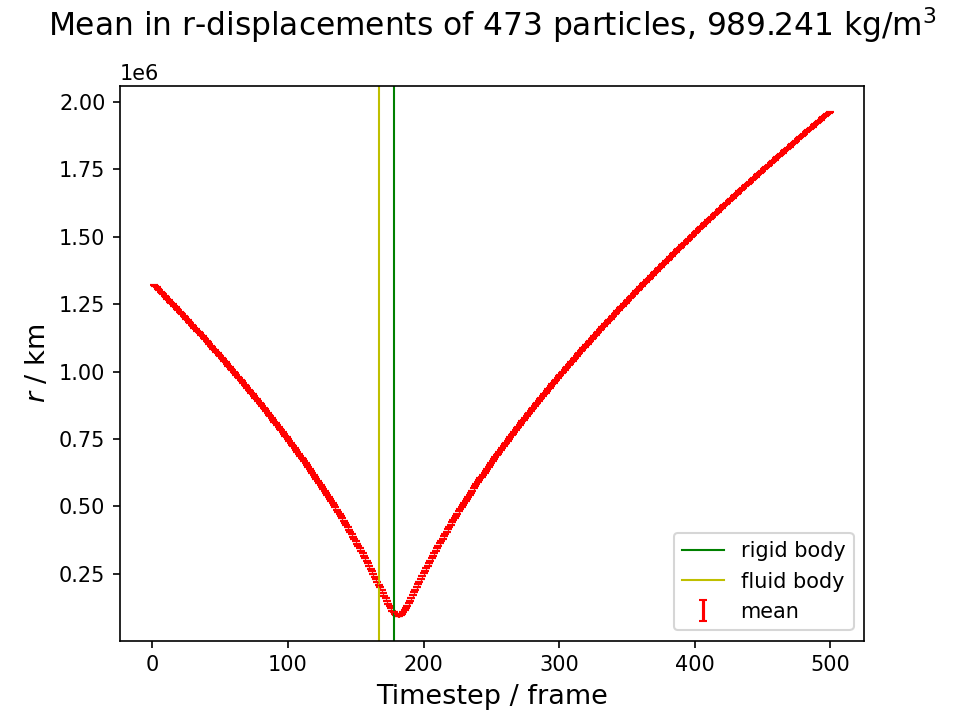 Mean in r-displacements of 473 particles, 989.241 kg/m³
1e6
2.00
1.75
1.50
1.25
1.00
0.75
0.50
0.25
r / km
0 100 200 300 400 500
Timestep / frame
rigid body
fluid body
mean